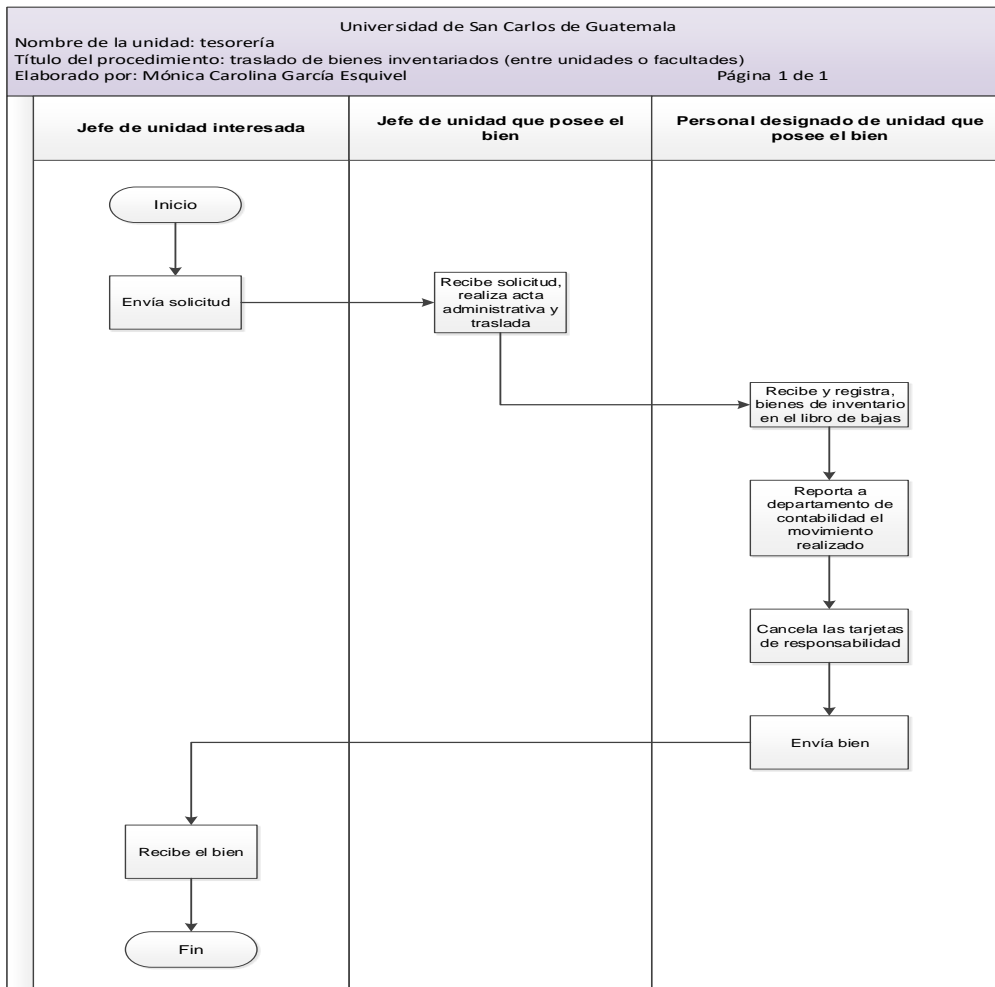 Universidad de San Carlos de Guatemala
Nombre de la unidad: tesorería
Título del procedimiento: traslado de bienes inventariados (entre unidades o facultades)
Elaborado por: Mónica Carolina García Esquivel Página 1 de 1
Jefe de unidad interesada
Jefe de unidad que posee el
bien
Personal designado de unidad que
posee el bien
Inicio
Envía solicitud
Recibe solicitud,
realiza acta
administrativa y
traslada
Recibe y registra,
bienes de inventario
en el libro de bajas
Reporta a
departamento de
contabilidad el
movimiento
realizado
Cancela las tarjetas
de responsabilidad
Envía bien
Recibe el bien
Fin